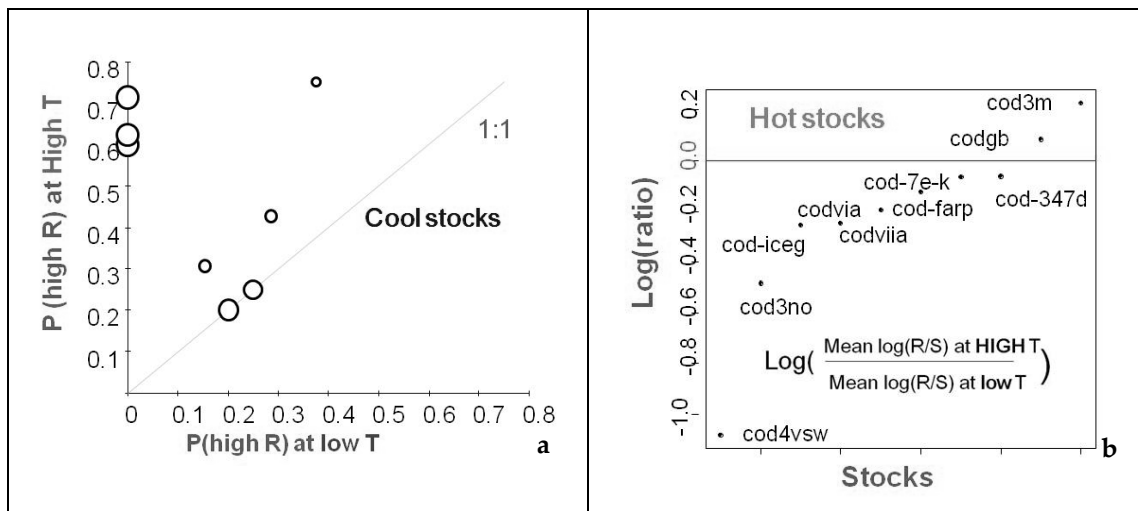 P (high R) at High T
0.8
0.7
0.6
0.5
0.4
0.3
0.2
0.1
1:1
Cool stocks
0 0.1 0.2 0.3 0.4 0.5 0.6 0.7 0.8
P(high R) at low T
a
Log(ratio)
0.2
0.0
-0.2
-0.4
-0.6
-0.8
-1.0
Hot stocks
cod3m
codgb
cod-7e-k
cod-347d
codvia
cod-farp
cod-iceg
codviia
cod3no
Log( Mean log(R/S) at HIGH T )
Mean log(R/S) at low T
cod4vsw
Stocks
b